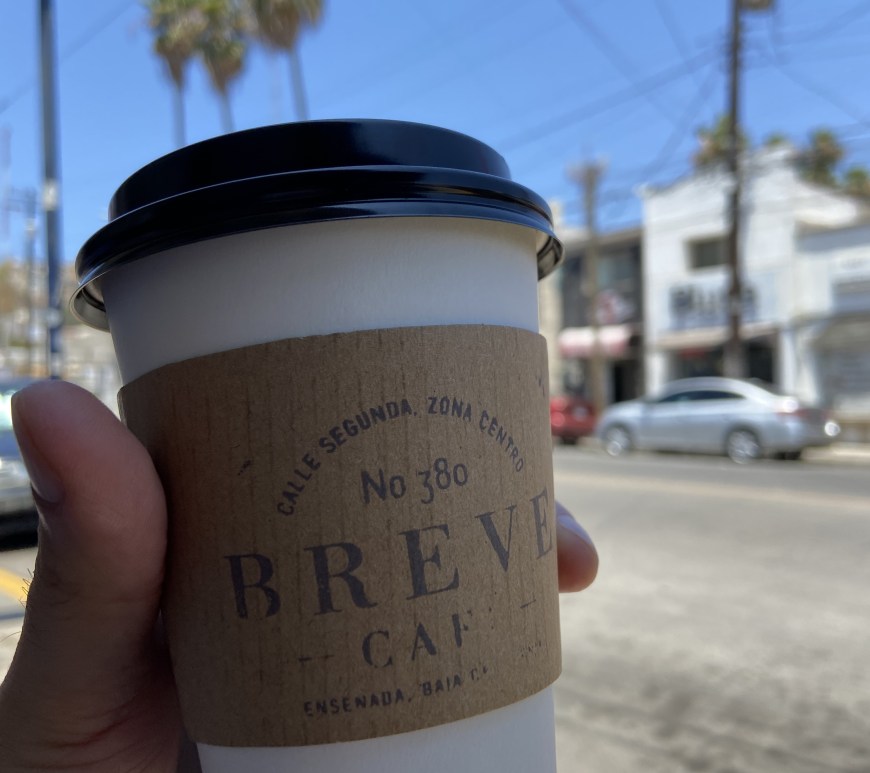 CALLE SEGUNDA, ZONA CENTRO
No 380
BREVE
CAF
ENSENADA, BAJA